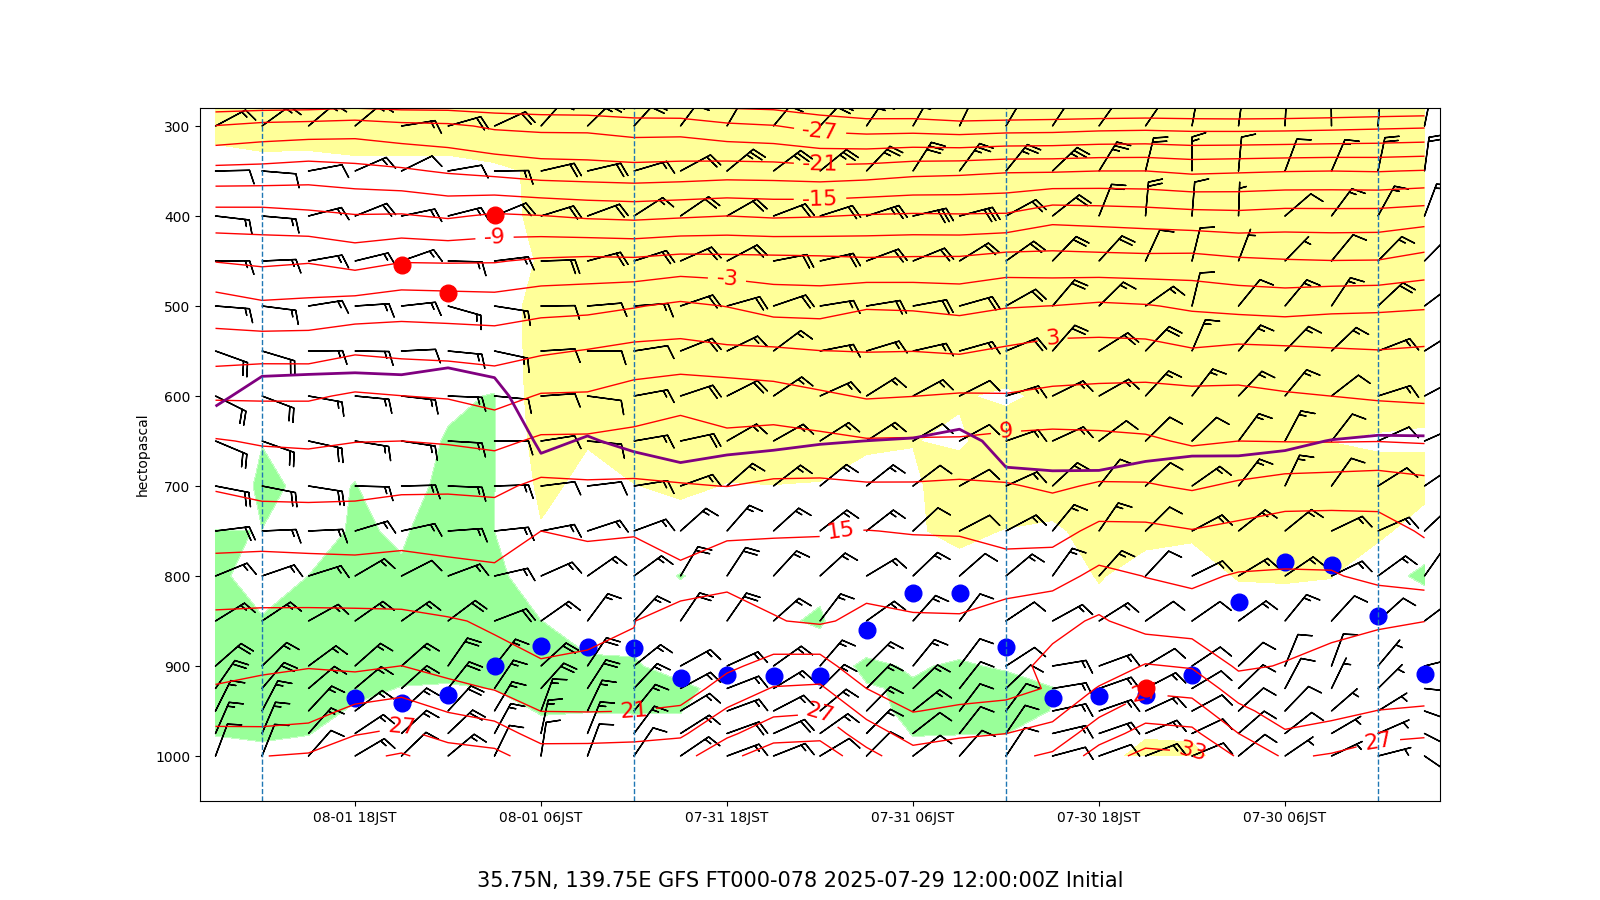 300
400
500
600
700
800
900
1000
hectopascal
-27
-21
-15
-9
-3
3
9
15
21
27
27
33
27
08-01 18JST
08-01 06JST
07-31 18JST
07-31 06JST
07-30 18JST
07-30 06JST
35.75N, 139.75E GFS FT000-078 2025-07-29 12:00:00Z Initial